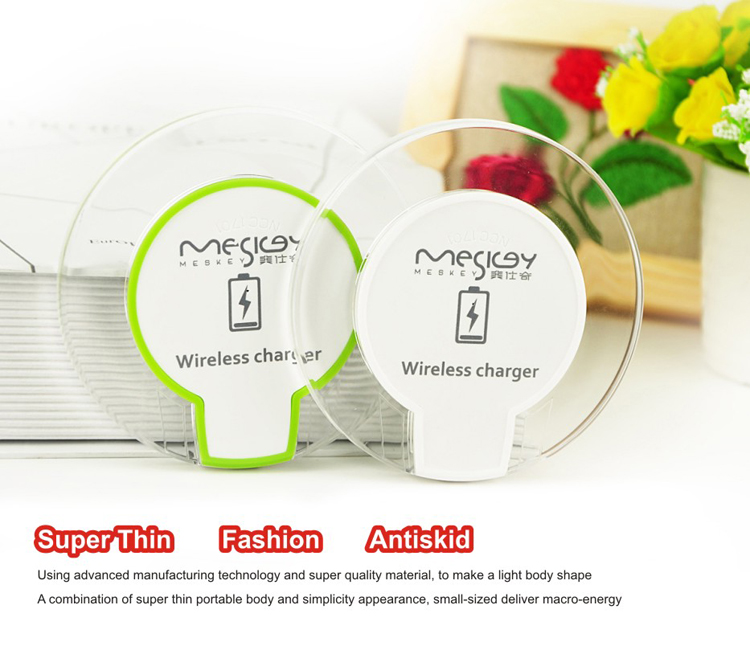 MESKEY
MESKEY 美仕奇
Wireless charger
MESKEY
MESKEY 美仕奇
Wireless charger
Super Thin Fashion Antiskid
Using advanced manufacturing technology and super quality material, to make a light body shape
A combination of super thin portable body and simplicity appearance, small-sized deliver macro-energy